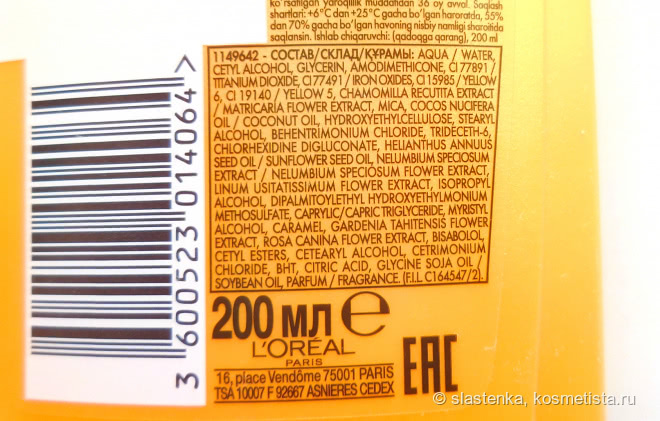 ko'rsatilgan yaroqlilik muddatidan 36 oy avval. Saqlash
shartlari: +6°C dan +25°C gacha bo'lgan haroratda, 55%
dan 70% gacha bo'lgan havoning nisbiy namligi sharoitida
saqlansin. Ishlab chiqaruvchi: (qadoqga qarang), 200 ml
1149642 - СОСТАВ/СКЛАД/ҚҰРАМЫ: AQUA / WATER,
CETYL ALCOHOL, GLYCERIN, AMODIMETHICONE, CI 77891 /
TITANIUM DIOXIDE, CI 77491 / IRON OXIDES, CI 15985 / YELLOW
6, CI 19140 / YELLOW 5, CHAMOMILLA RECUTITA EXTRACT
/ MATRICARIA FLOWER EXTRACT, MICA, COCOS NUCIFERA
OIL / COCONUT OIL, HYDROXYETHYLCELLULOSE, STEARYL
ALCOHOL, BEHENTRIMONIUM CHLORIDE, TRIDECETH-6,
CHLORHEXIDINE DIGLUCONATE, HELIANTHUS ANNUUS
SEED OIL / SUNFLOWER SEED OIL, NELUMBIUM SPECIOSUM
EXTRACT / NELUMBIUM SPECIOSUM FLOWER EXTRACT,
LINUM USITATISSIMUM FLOWER EXTRACT, ISOPROPYL
ALCOHOL, DIPALMITOYLETHYL HYDROXYETHYLMONIUM
METHOSULFATE, CAPRYLIC/CAPRIC TRIGLYCERIDE, MYRISTYL
ALCOHOL, CARAMEL, GARDENIA TAHITENSIS FLOWER
EXTRACT, ROSA CANINA FLOWER EXTRACT, BISABOLOL,
CETYL ESTERS, CETEARYL ALCOHOL, CETRIMONIUM
CHLORIDE, BHT, CITRIC ACID, GLYCINE SOJA OIL /
SOYBEAN OIL, PARFUM / FRAGRANCE. (F.I.L. C164547/2).
3 600523 014064 >
200 МЛ e
L'ORÉAL
PARIS
EAC
16, place Vendôme 75001 PARIS
TSA 10007 F 92667 ASNIERES CEDEX
© slastenka, kosmetista.ru